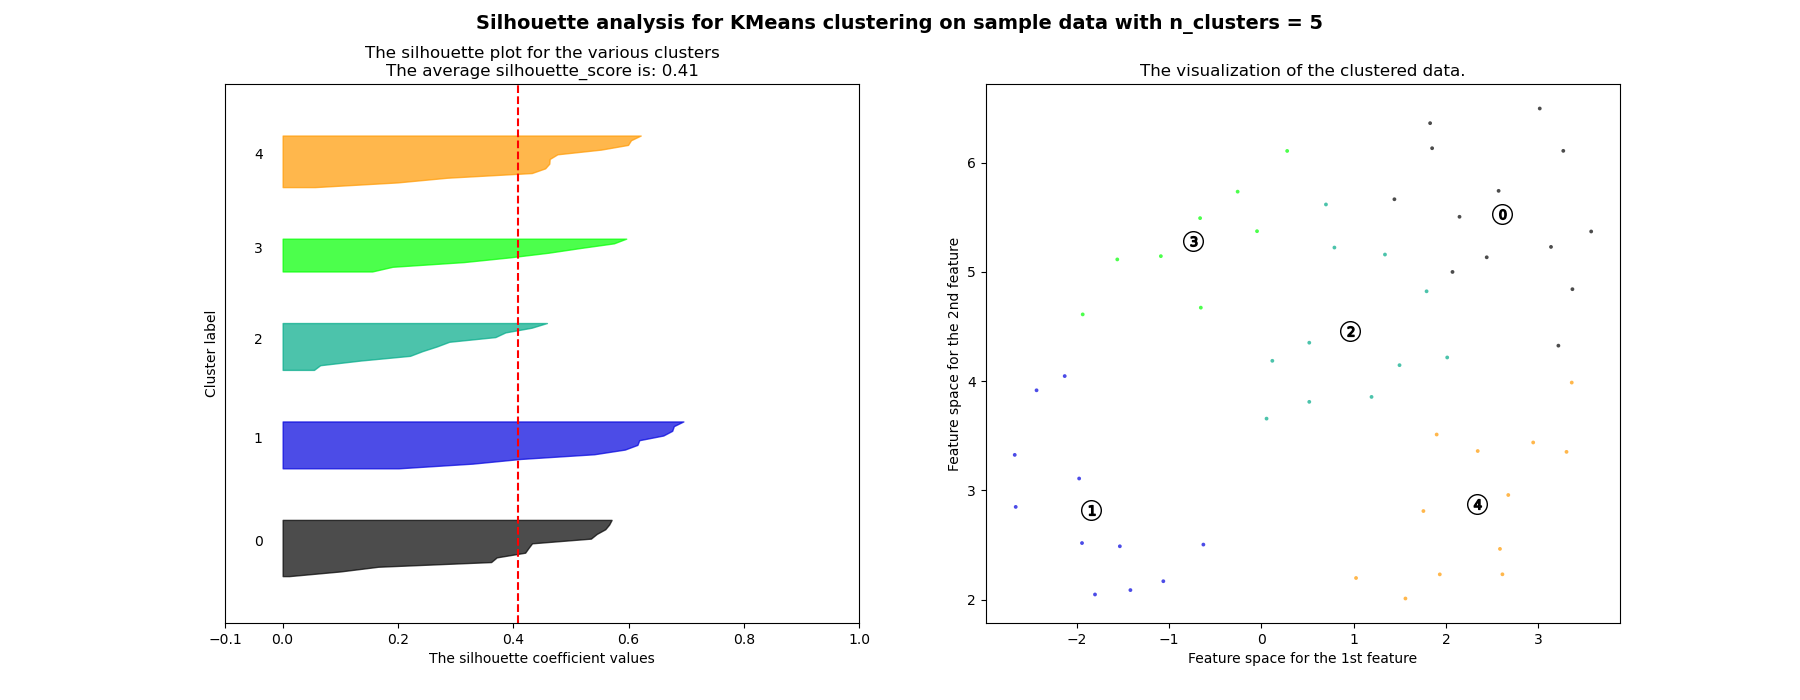 Silhouette analysis for KMeans clustering on sample data with n_clusters = 5
The silhouette plot for the various clusters
The average silhouette_score is: 0.41
4
3
2
1
0
Cluster label
−0.1 0.0 0.2 0.4 0.6 0.8 1.0
The silhouette coefficient values
The visualization of the clustered data.
6
5
4
3
2
Feature space for the 2nd feature
0
3
2
4
1
−2 −1 0 1 2 3
Feature space for the 1st feature